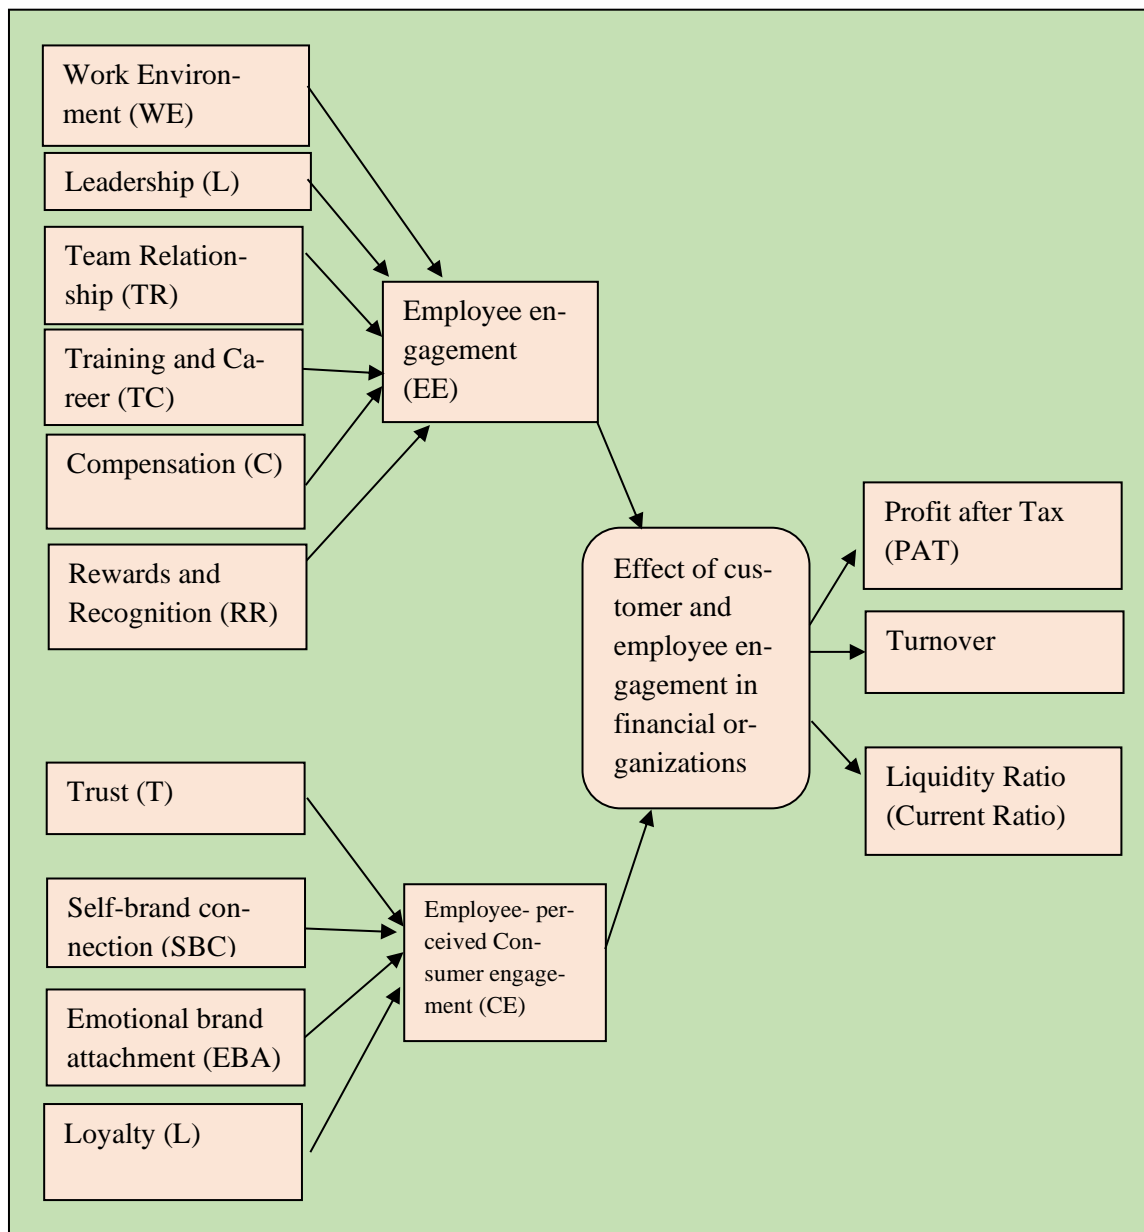 Work Environ-
ment (WE)
Leadership (L)
Team Relation-
ship (TR)
Training and Ca-
reer (TC)
Compensation (C)
Rewards and
Recognition (RR)
Employee en-
gagement
(EE)
Effect of cus-
tomer and
employee en-
gagement in
financial or-
ganizations
Profit after Tax
(PAT)
Turnover
Liquidity Ratio
(Current Ratio)
Trust (T)
Self-brand con-
nection (SBC)
Emotional brand
attachment (EBA)
Loyalty (L)
Employee- per-
ceived Con-
sumer engage-
ment (CE)